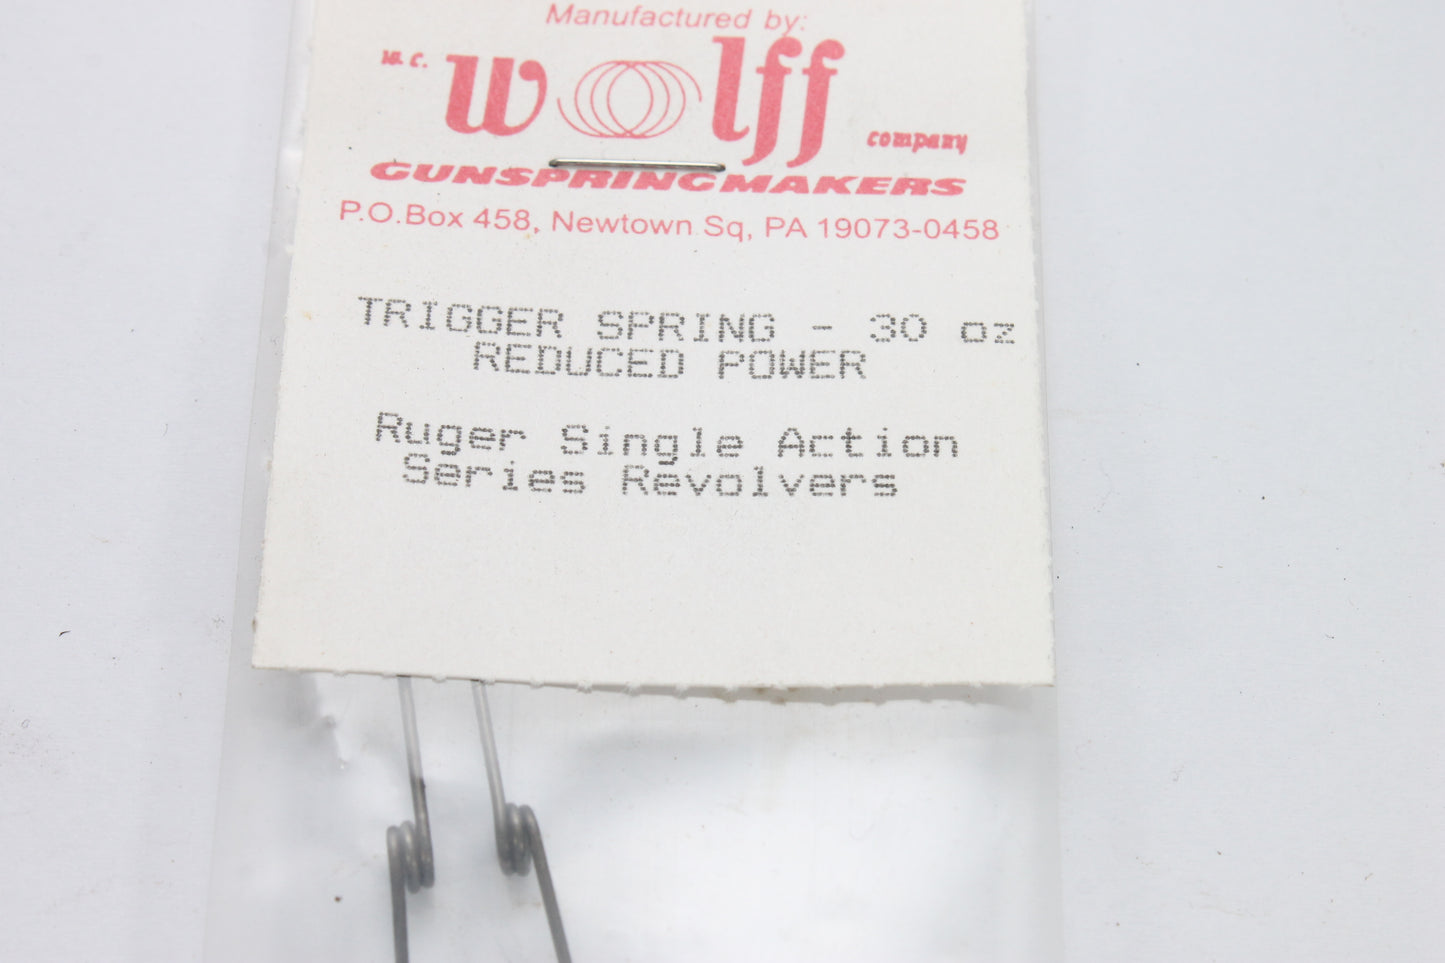 Manufactured by:
W. C. Wolff company
GUNSPRINGMAKERS
P.O.Box 458, Newtown Sq, PA 19073-0458
TRIGGER SPRING - 30 oz
REDUCED POWER
Ruger Single Action
Series Revolvers